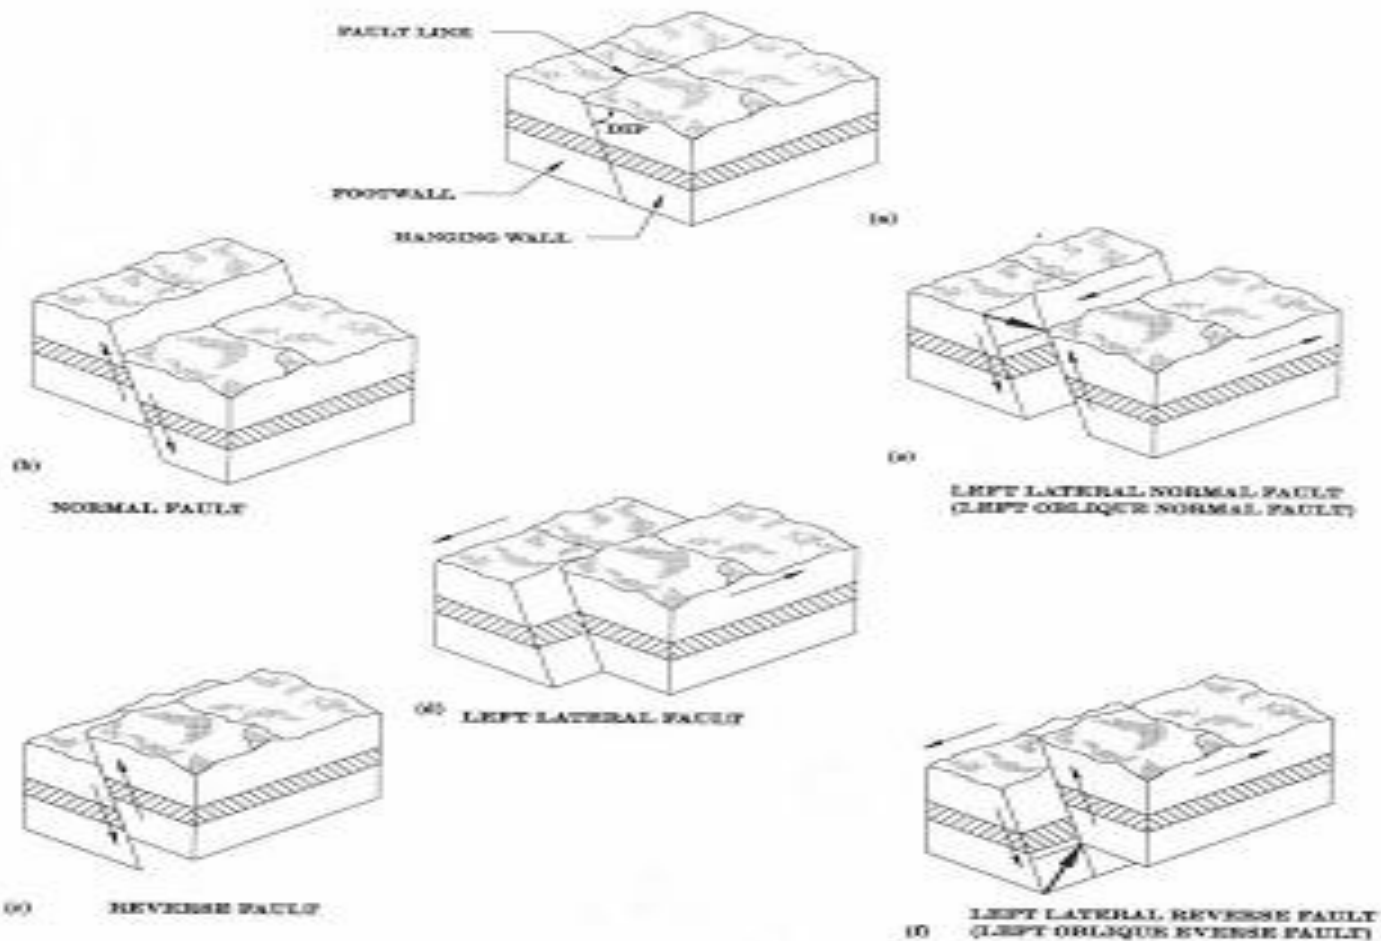 FAULT LINE
DIP
FOOTWALL
HANGING WALL
(a)
(b)
NORMAL FAULT
(e)
LEFT LATERAL NORMAL FAULT
(LEFT OBLIQUE NORMAL FAULT)
(d) LEFT LATERAL FAULT
(c) REVERSE FAULT
LEFT LATERAL REVERSE FAULT
(f) (LEFT OBLIQUE EVERSE FAULT)